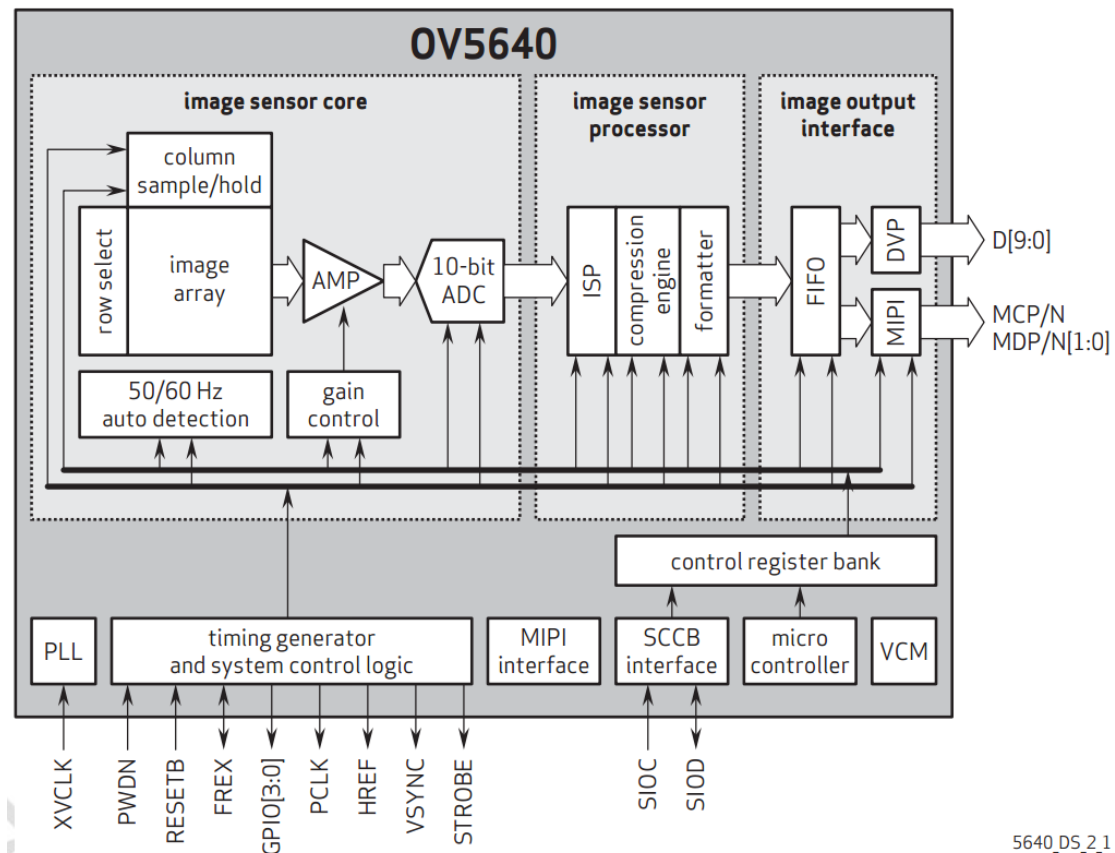 OV5640
image sensor core
image sensor
processor
image output
interface
column
sample/hold
row select
image
array
AMP
10-bit
ADC
ISP
compression
engine
formatter
FIFO
DVP
MIPI
D[9:0]
MCP/N
MDP/N[1:0]
50/60 Hz
auto detection
gain
control
control register bank
PLL
timing generator
and system control logic
MIPI
interface
SCCB
interface
micro
controller
VCM
XVCLK
PWDN
RESETB
FREX
GPIO[3:0]
PCLK
HREF
VSYNC
STROBE
SIOC
SIOD
5640_DS_2_1